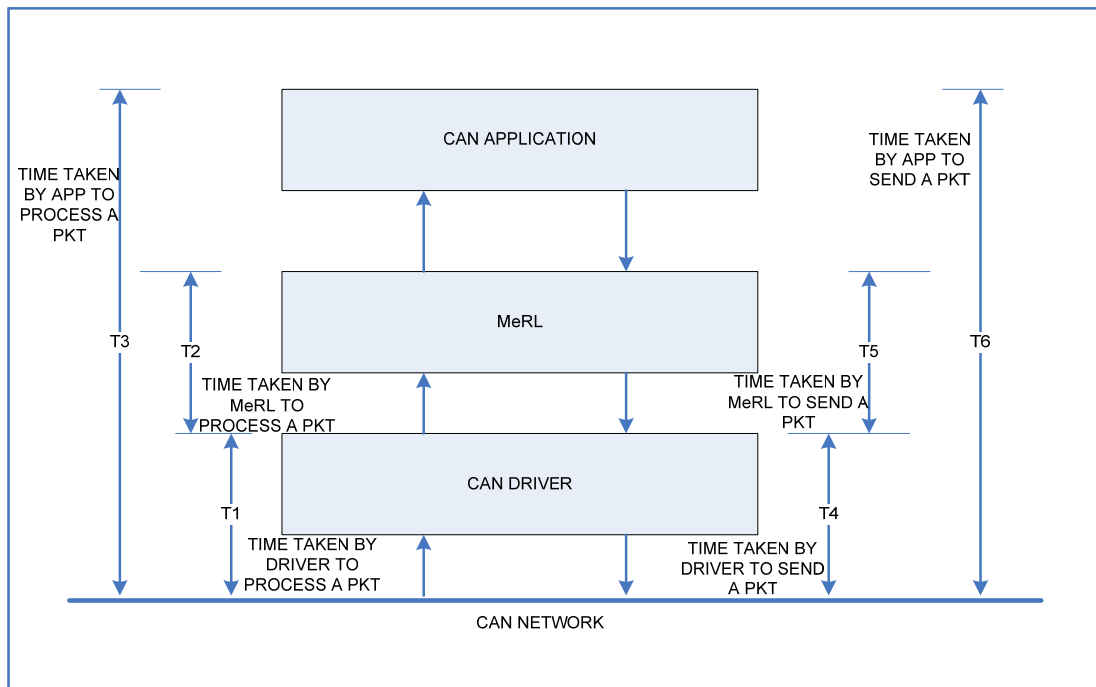 CAN APPLICATION
TIME TAKEN
BY APP TO
PROCESS A
PKT
TIME TAKEN
BY APP TO
SEND A PKT
MeRL
T3
T2
T5
T6
TIME TAKEN BY
MeRL TO
PROCESS A PKT
TIME TAKEN BY
MeRL TO SEND A
PKT
CAN DRIVER
T1
T4
TIME TAKEN BY
DRIVER TO
PROCESS A PKT
TIME TAKEN BY
DRIVER TO SEND
A PKT
CAN NETWORK